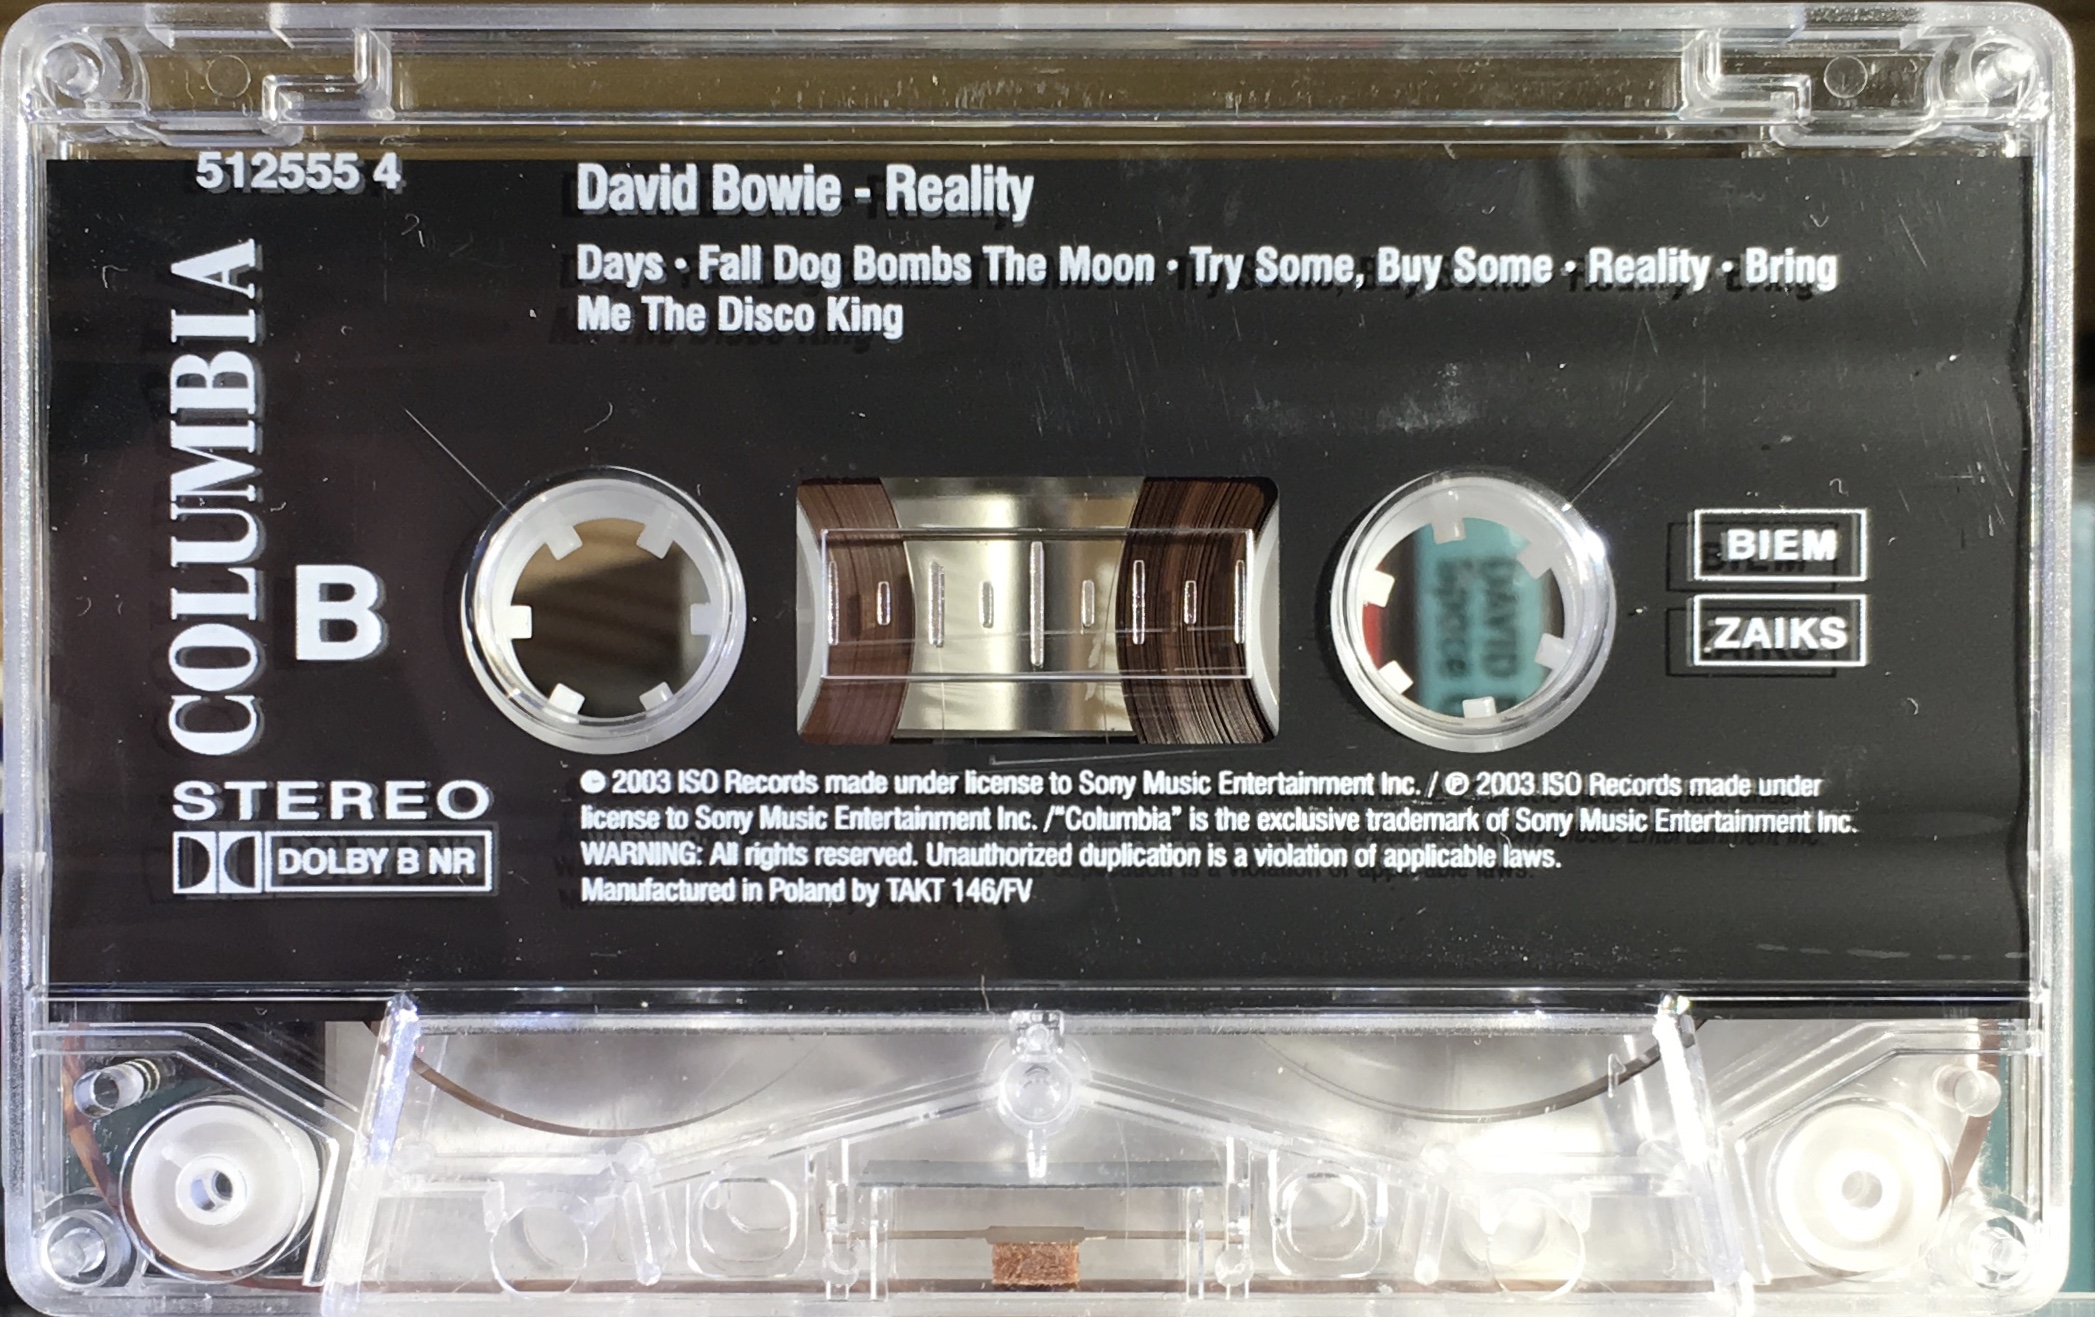 512555 4
David Bowie - Reality
Days • Fall Dog Bombs The Moon • Try Some, Buy Some • Reality • Bring
Me The Disco King
COLUMBIA
B
BIEM
ZAIKS
DAVID
Space
STEREO
DOLBY B NR
© 2003 ISO Records made under license to Sony Music Entertainment Inc. / ℗ 2003 ISO Records made under
license to Sony Music Entertainment Inc. /"Columbia" is the exclusive trademark of Sony Music Entertainment Inc.
WARNING: All rights reserved. Unauthorized duplication is a violation of applicable laws.
Manufactured in Poland by TAKT 146/FV